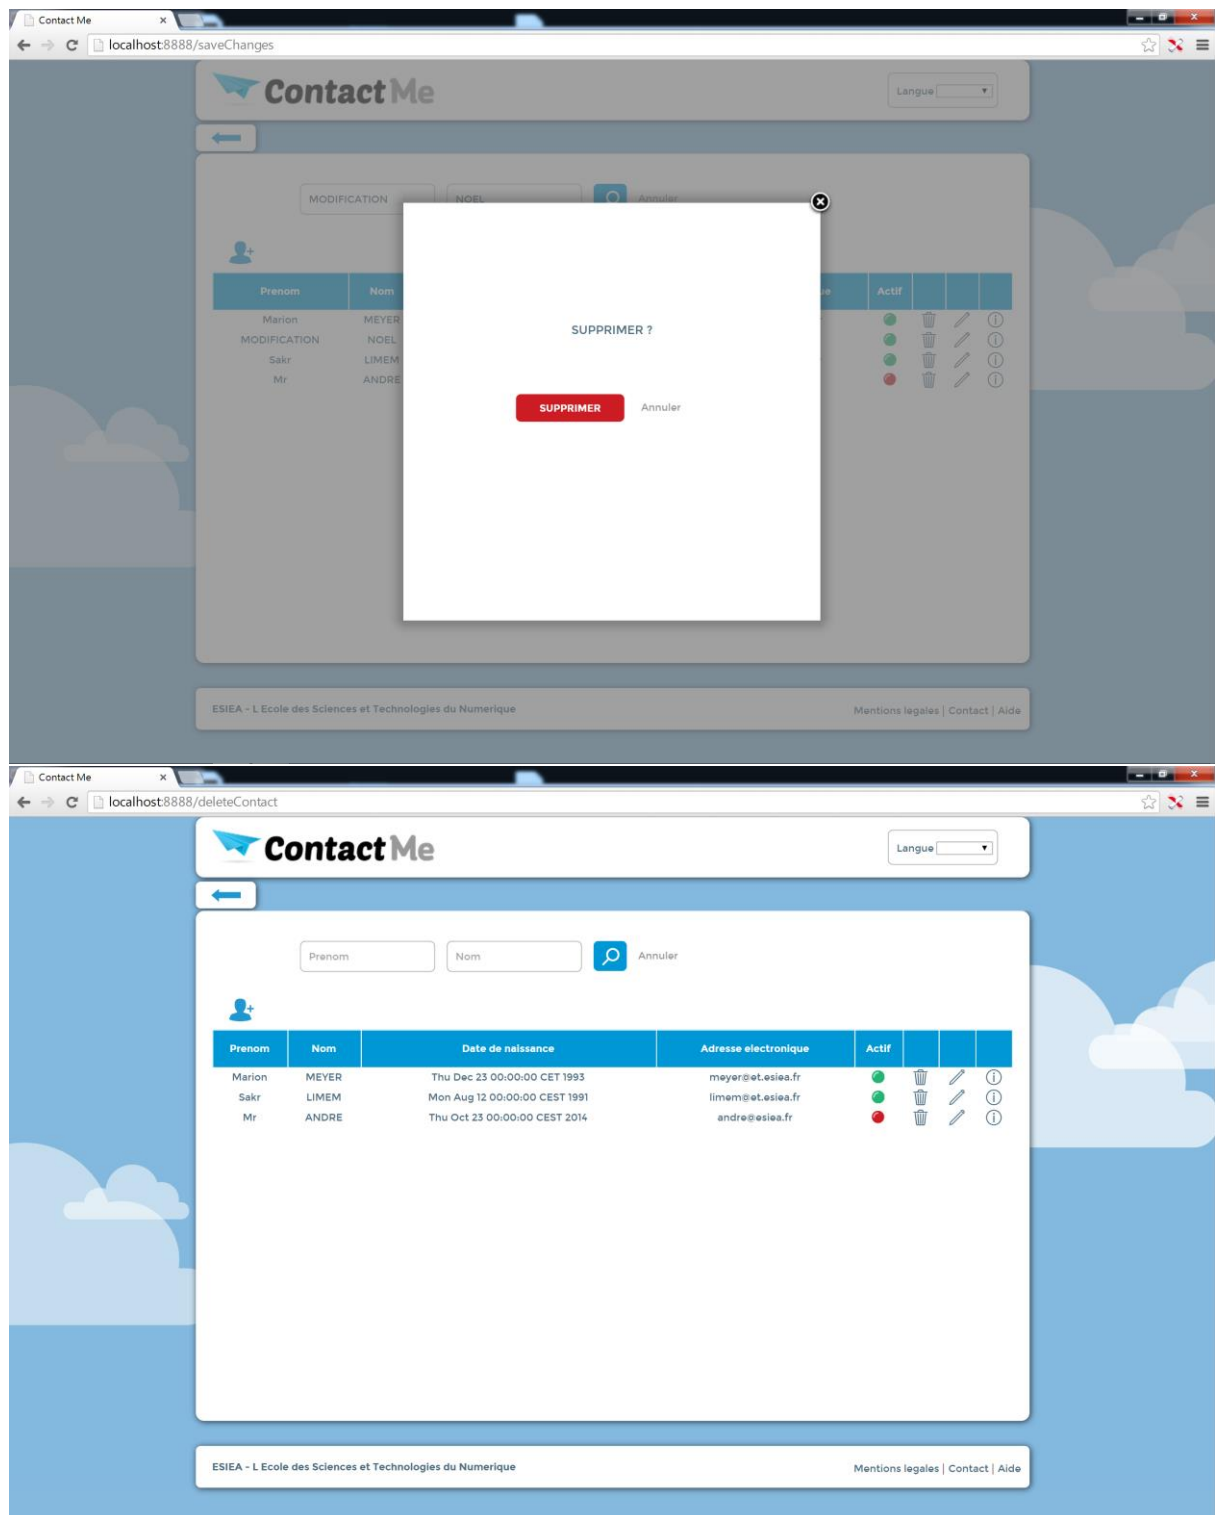 Contact Me
localhost:8888/saveChanges
Contact Me
Langue
MODIFICATION NOEL Annuler
Prenom Nom Actif
Marion MEYER
MODIFICATION NOEL
Sakr LIMEM
Mr ANDRE
SUPPRIMER ?
SUPPRIMER Annuler
ESIEA - L Ecole des Sciences et Technologies du Numerique
Mentions legales | Contact | Aide
Contact Me
localhost:8888/deleteContact
Contact Me
Langue
Prenom Nom Annuler
Prenom Nom Date de naissance Adresse electronique Actif
Marion MEYER Thu Dec 23 00:00:00 CET 1993 meyer@et.esiea.fr
Sakr LIMEM Mon Aug 12 00:00:00 CEST 1991 limem@et.esiea.fr
Mr ANDRE Thu Oct 23 00:00:00 CEST 2014 andre@esiea.fr
ESIEA - L Ecole des Sciences et Technologies du Numerique
Mentions legales | Contact | Aide